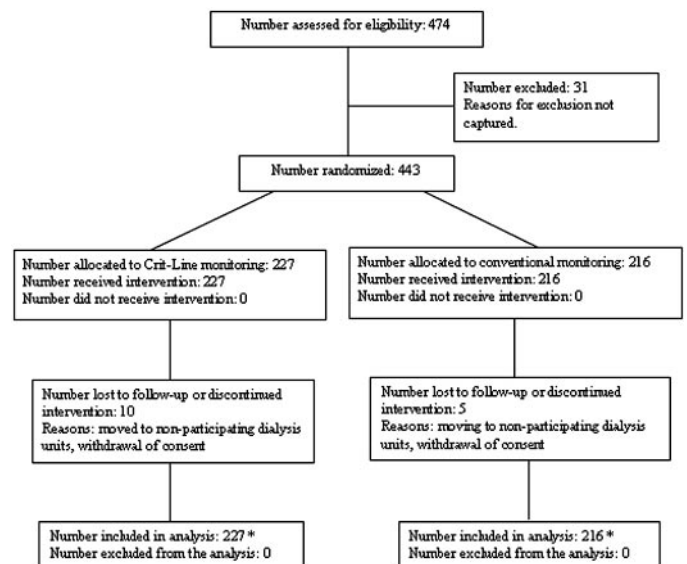 Number assessed for eligibility: 474
Number excluded: 31
Reasons for exclusion not
captured.
Number randomized: 443
Number allocated to Crit-Line monitoring: 227
Number received intervention: 227
Number did not receive intervention: 0
Number allocated to conventional monitoring: 216
Number received intervention: 216
Number did not receive intervention: 0
Number lost to follow-up or discontinued
intervention: 10
Reasons: moved to non-participating dialysis
units, withdrawal of consent
Number lost to follow-up or discontinued
intervention: 5
Reasons: moving to non-participating dialysis
units, withdrawal of consent
Number included in analysis: 227 *
Number excluded from the analysis: 0
Number included in analysis: 216 *
Number excluded from the analysis: 0